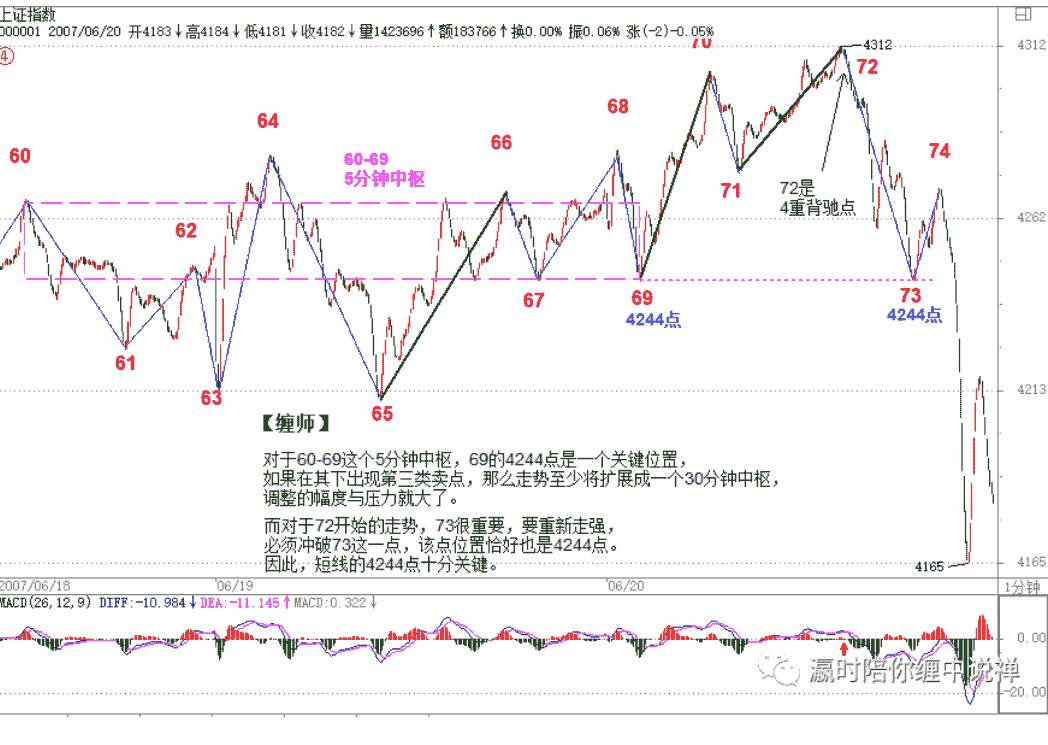 上证指数
000001 2007/06/20 开4183↓高4184↓低4181↓收4182↓量1423696↑额183766↑换0.00% 振0.06% 涨(-2)-0.05%
④
4312
4312
70
72
68
64
66
60
60-69
5分钟中枢
74
71
72是
4重背驰点
4262
62
67
69
4244点
73
4244点
61
63
65
4213
【缠师】
对于60-69这个5分钟中枢，69的4244点是一个关键位置，
如果在其下出现第三类卖点，那么走势至少将扩展成一个30分钟中枢，
调整的幅度与压力就大了。
而对于72开始的走势，73很重要，要重新走强，
必须冲破73这一点，该点位置恰好也是4244点。
因此，短线的4244点十分关键。
4165
4165
2007/06/18
06/19
06/20
1分钟
MACD(26,12,9) DIFF:-10.984↓DEA:-11.145↑MACD:0.322↓
0.00
瀛时陪你缠中说禅
-20.00